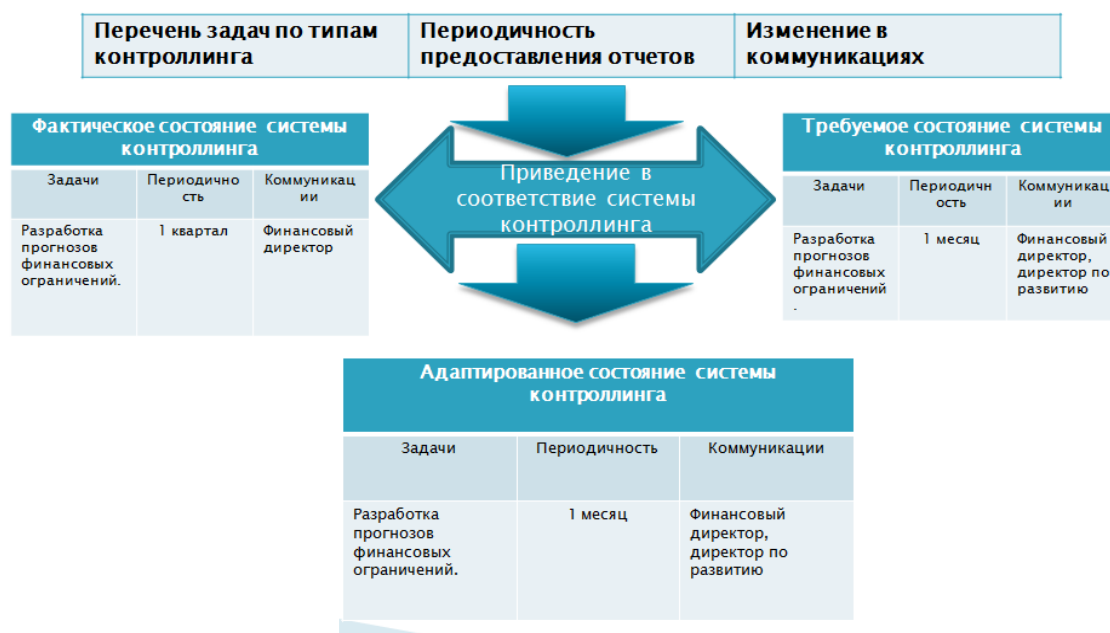 Перечень задач по типам
контроллинга
Периодичность
предоставления отчетов
Изменение в
коммуникациях
Фактическое состояние системы
контроллинга
Задачи
Периодично
сть
Коммуникац
ии
Разработка
прогнозов
финансовых
ограничений.
1 квартал
Финансовый
директор
Приведение в
соответствие системы
контроллинга
Требуемое состояние системы
контроллинга
Задачи
Периодичн
ость
Коммуникац
ии
Разработка
прогнозов
финансовых
ограничений
.
1 месяц
Финансовый
директор,
директор по
развитию
Адаптированное состояние системы
контроллинга
Задачи
Периодичность
Коммуникации
Разработка
прогнозов
финансовых
ограничений.
1 месяц
Финансовый
директор,
директор по
развитию